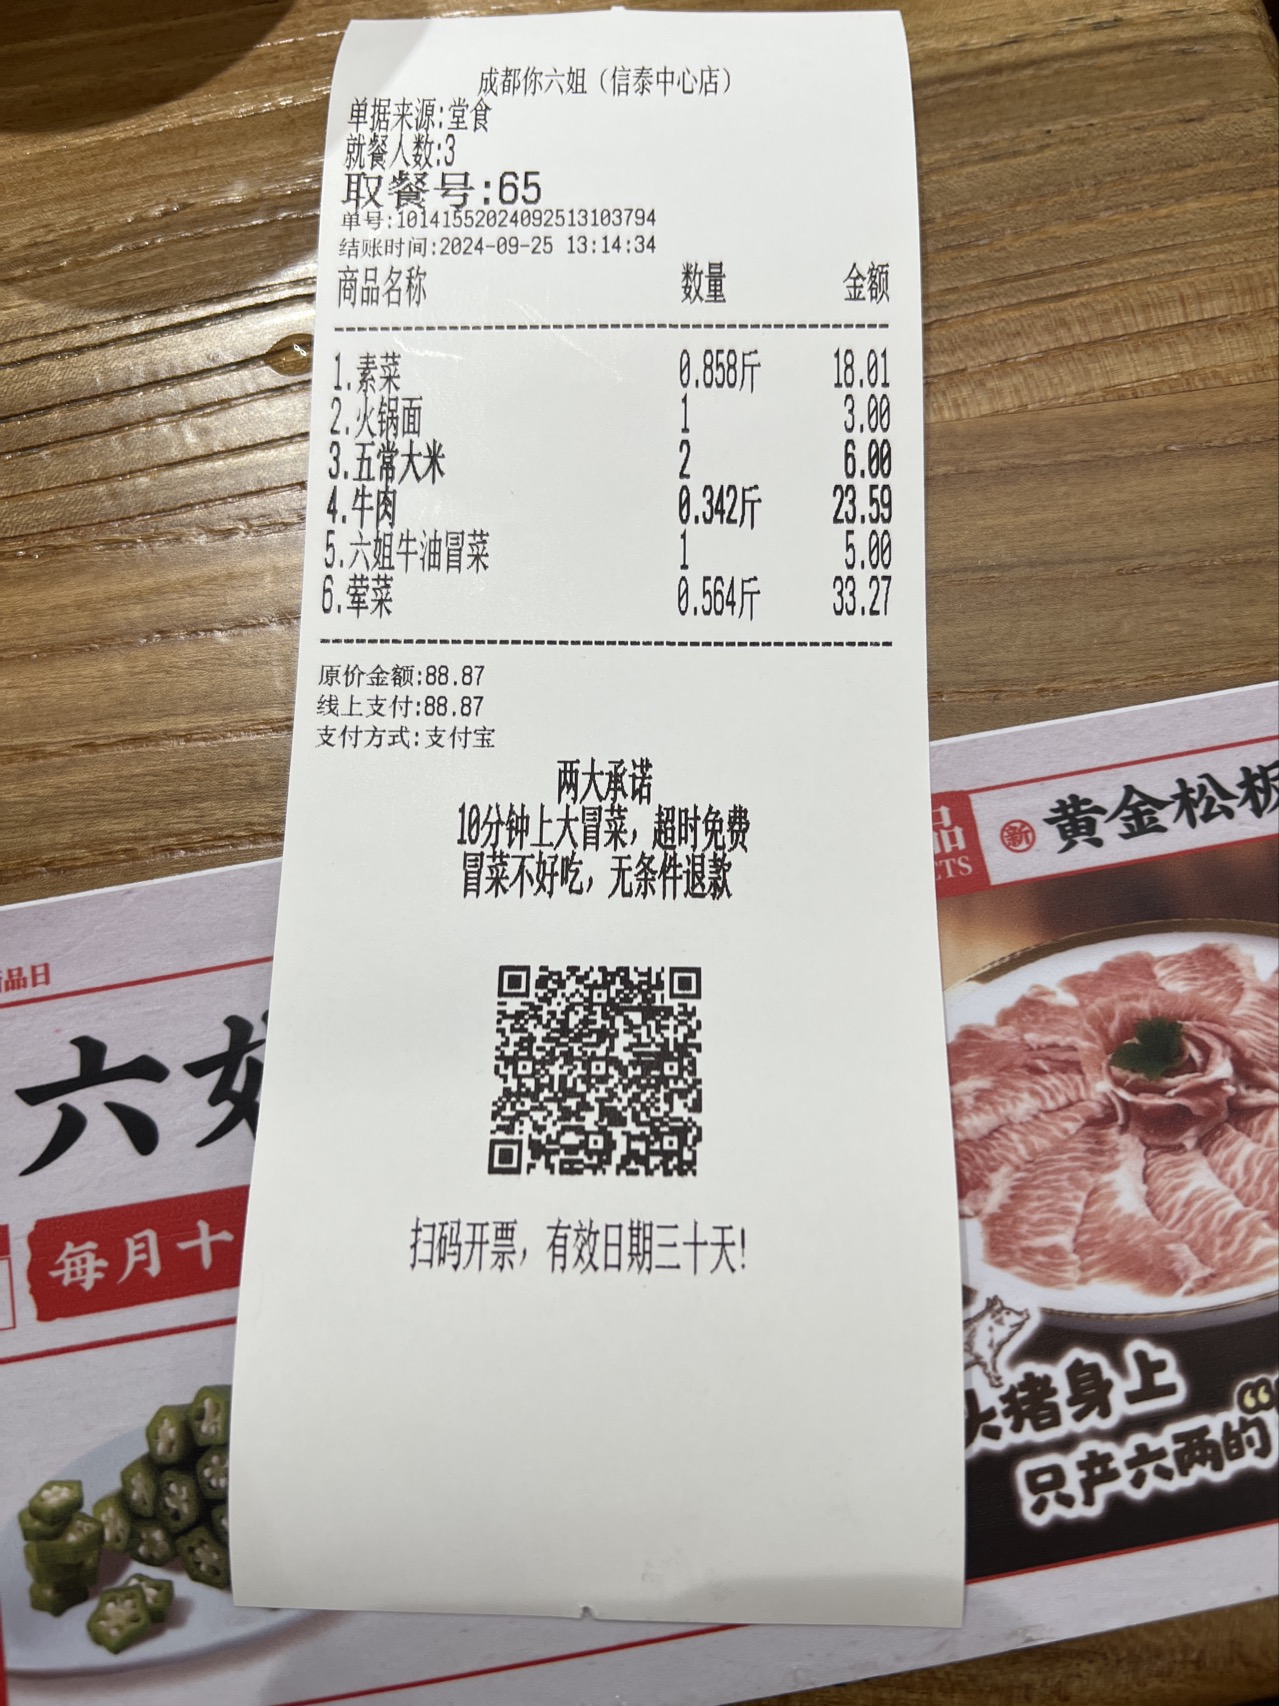 成都你六姐（信泰中心店）
单据来源:堂食
就餐人数:3
取餐号:65
单号:10141552024092513103794
结账时间:2024-09-25 13:14:34
商品名称 数量 金额
1.素菜 0.858斤 18.01
2.火锅面 1 3.00
3.五常大米 2 6.00
4.牛肉 0.342斤 23.59
5.六姐牛油冒菜 1 5.00
6.荤菜 0.564斤 33.27
原价金额:88.87
线上支付:88.87
支付方式:支付宝
两大承诺
10分钟上大冒菜，超时免费
冒菜不好吃，无条件退款
扫码开票，有效日期三十天!
品日
六
每月十
品
CTS
新
黄金松板
猪身上
只产六两的“